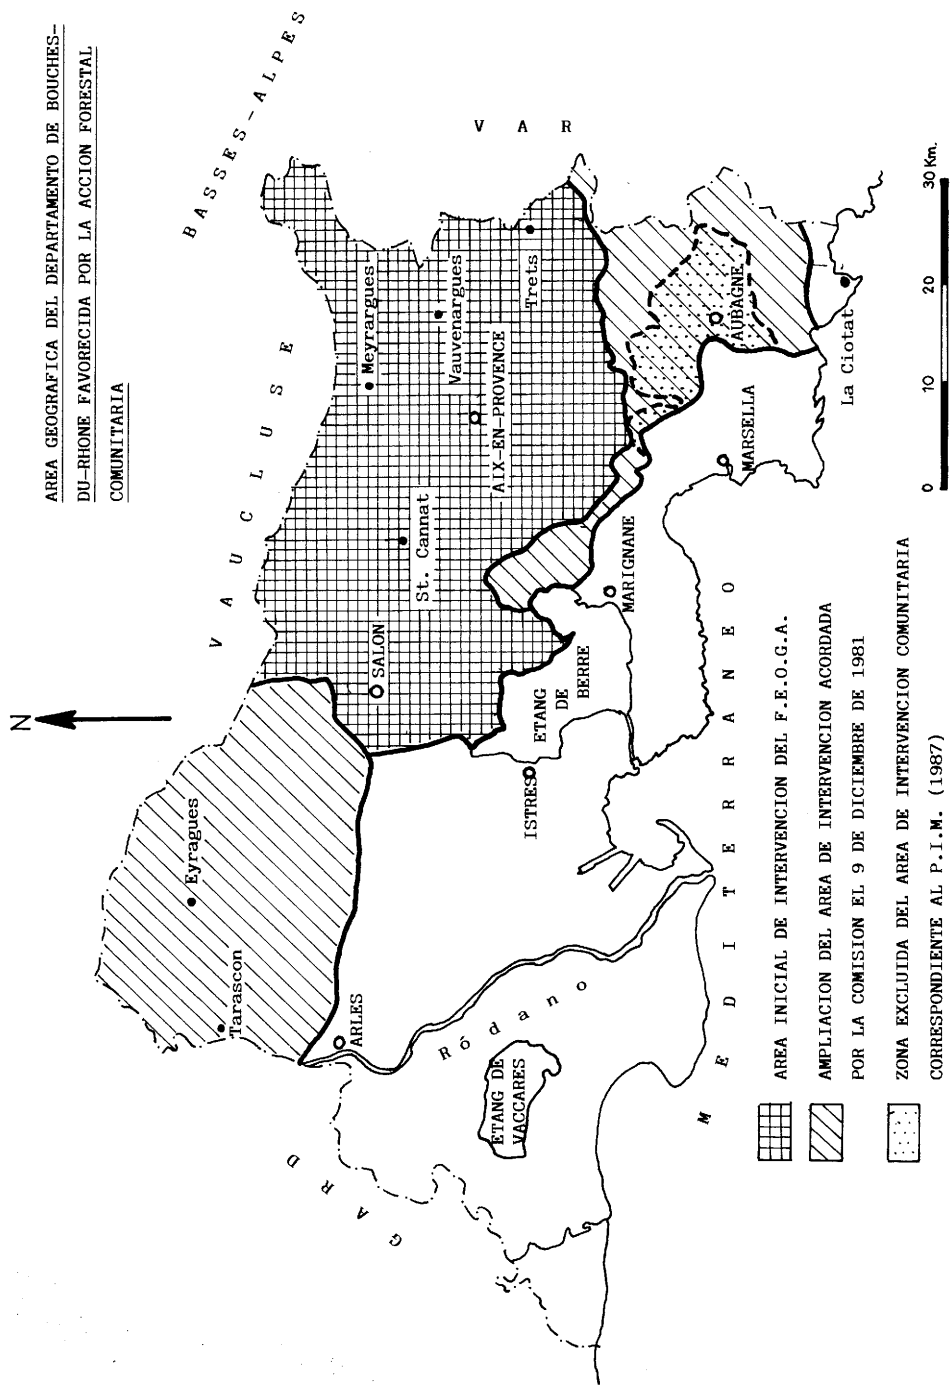 AREA GEOGRAFICA DEL DEPARTAMENTO DE BOUCHES-
DU-RHONE FAVORECIDA POR LA ACCION FORESTAL
COMUNITARIA
N
BASSES-ALPES
VAUCLUSE
VAR
GARD
Eyragues
Tarascon
ARLES
SALON
St. Cannat
Meyrargues
Vauvenargues
AIX-EN-PROVENCE
Trets
ISTRES
ETANG
DE
BERRE
MARIGNANE
AUBAGNE
MARSELLA
La Ciotat
Ródano
ETANG DE
VACCARES
MEDITERRANEO
0 10 20 30 Km.
AREA INICIAL DE INTERVENCION DEL F.E.O.G.A.
AMPLIACION DEL AREA DE INTERVENCION ACORDADA
POR LA COMISION EL 9 DE DICIEMBRE DE 1981
ZONA EXCLUIDA DEL AREA DE INTERVENCION COMUNITARIA
CORRESPONDIENTE AL P.I.M. (1987)